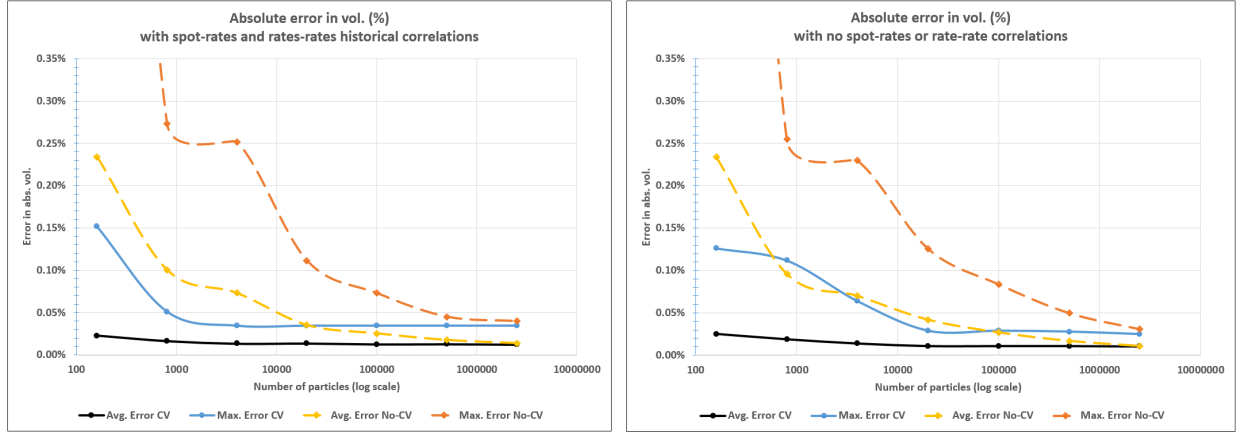 Absolute error in vol. (%)
with spot-rates and rates-rates historical correlations
0.35%
0.30%
0.25%
0.20%
0.15%
0.10%
0.05%
0.00%
Error in abs. vol.
100 1000 10000 100000 1000000 10000000
Number of particles (log scale)
Avg. Error CV Max. Error CV Avg. Error No-CV Max. Error No-CV
Absolute error in vol. (%)
with no spot-rates or rate-rate correlations
0.35%
0.30%
0.25%
0.20%
0.15%
0.10%
0.05%
0.00%
Error in abs. vol.
100 1000 10000 100000 1000000 10000000
Number of particles (log scale)
Avg. Error CV Max. Error CV Avg. Error No-CV Max. Error No-CV